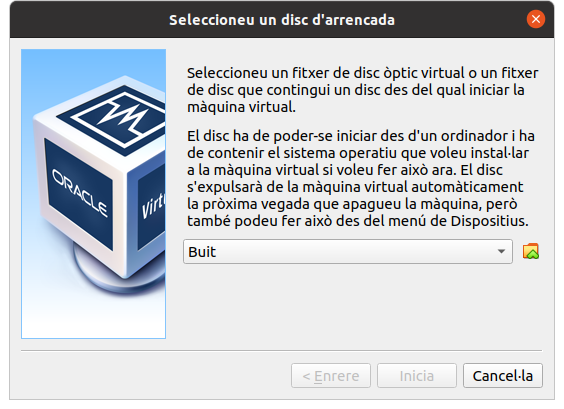 Seleccioneu un disc d'arrencada
ORACLE
Virtu
Seleccioneu un fitxer de disc òptic virtual o un fitxer
de disc que contingui un disc des del qual iniciar la
màquina virtual.
El disc ha de poder-se iniciar des d'un ordinador i ha
de contenir el sistema operatiu que voleu instal·lar
a la màquina virtual si voleu fer això ara. El disc
s'expulsarà de la màquina virtual automàticament
la pròxima vegada que apagueu la màquina, però
també podeu fer això des del menú de Dispositius.
Buit
< Enrere
Inicia
Cancel·la